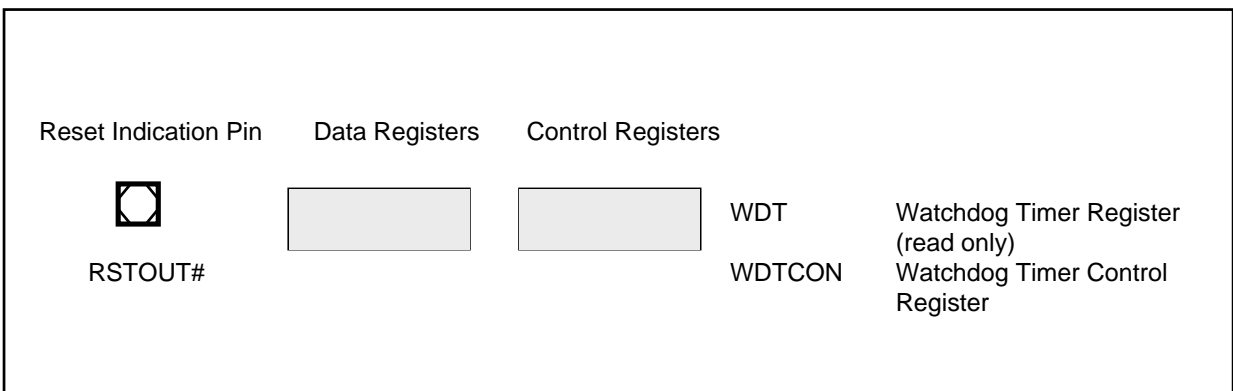 Reset Indication Pin Data Registers Control Registers
WDT Watchdog Timer Register
(read only)
RSTOUT# WDTCON Watchdog Timer Control
Register